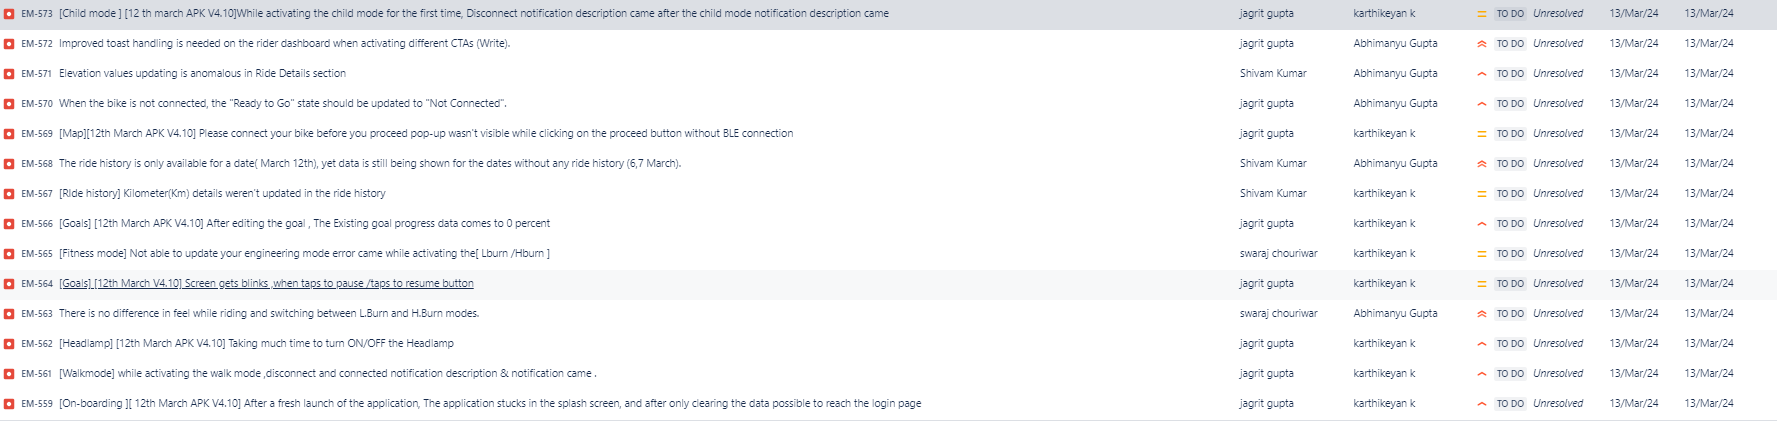 EM-573 [Child mode ] [12 th march APK V4.10]While activating the child mode for the first time, Disconnect notification description came after the child mode notification description came jagrit gupta karthikeyan k TO DO Unresolved 13/Mar/24 13/Mar/24
EM-572 Improved toast handling is needed on the rider dashboard when activating different CTAs (Write). jagrit gupta Abhimanyu Gupta TO DO Unresolved 13/Mar/24 13/Mar/24
EM-571 Elevation values updating is anomalous in Ride Details section Shivam Kumar Abhimanyu Gupta TO DO Unresolved 13/Mar/24 13/Mar/24
EM-570 When the bike is not connected, the "Ready to Go" state should be updated to "Not Connected". jagrit gupta Abhimanyu Gupta TO DO Unresolved 13/Mar/24 13/Mar/24
EM-569 [Map][12th March APK V4.10] Please connect your bike before you proceed pop-up wasn't visible while clicking on the proceed button without BLE connection jagrit gupta karthikeyan k TO DO Unresolved 13/Mar/24 13/Mar/24
EM-568 The ride history is only available for a date( March 12th), yet data is still being shown for the dates without any ride history (6,7 March). Shivam Kumar Abhimanyu Gupta TO DO Unresolved 13/Mar/24 13/Mar/24
EM-567 [RIde history] Kilometer(Km) details weren't updated in the ride history Shivam Kumar karthikeyan k TO DO Unresolved 13/Mar/24 13/Mar/24
EM-566 [Goals] [12th March APK V4.10] After editing the goal , The Existing goal progress data comes to 0 percent jagrit gupta karthikeyan k TO DO Unresolved 13/Mar/24 13/Mar/24
EM-565 [Fitness mode] Not able to update your engineering mode error came while activating the[ Lburn /Hburn ] swaraj chouriwar karthikeyan k TO DO Unresolved 13/Mar/24 13/Mar/24
EM-564 [Goals] [12th March V4.10] Screen gets blinks ,when taps to pause /taps to resume button jagrit gupta karthikeyan k TO DO Unresolved 13/Mar/24 13/Mar/24
EM-563 There is no difference in feel while riding and switching between L.Burn and H.Burn modes. swaraj chouriwar Abhimanyu Gupta TO DO Unresolved 13/Mar/24 13/Mar/24
EM-562 [Headlamp] [12th March APK V4.10] Taking much time to turn ON/OFF the Headlamp jagrit gupta karthikeyan k TO DO Unresolved 13/Mar/24 13/Mar/24
EM-561 [Walkmode] while activating the walk mode ,disconnect and connected notification description & notification came . jagrit gupta karthikeyan k TO DO Unresolved 13/Mar/24 13/Mar/24
EM-559 [On-boarding ][ 12th March APK V4.10] After a fresh launch of the application, The application stucks in the splash screen, and after only clearing the data possible to reach the login page jagrit gupta karthikeyan k TO DO Unresolved 13/Mar/24 13/Mar/24